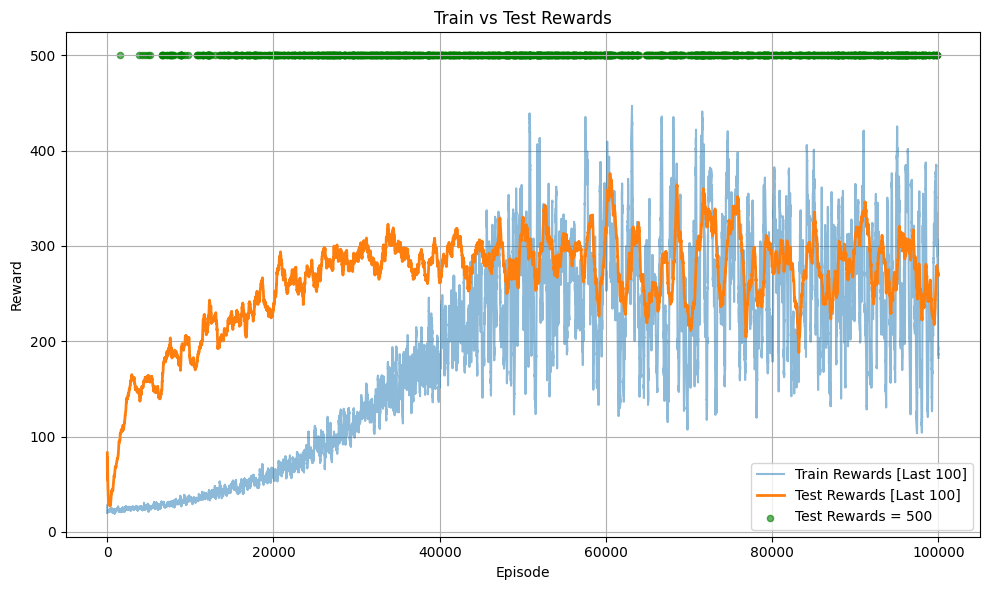 Train vs Test Rewards
500
400
300
200
100
0
Reward
0
20000
40000
60000
80000
100000
Episode
Train Rewards [Last 100]
Test Rewards [Last 100]
Test Rewards = 500